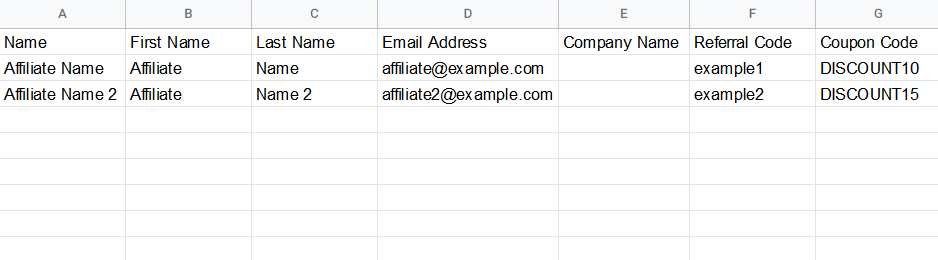 A B C D E F G
Name First Name Last Name Email Address Company Name Referral Code Coupon Code
Affiliate Name Affiliate Name affiliate@example.com example1 DISCOUNT10
Affiliate Name 2 Affiliate Name 2 affiliate2@example.com example2 DISCOUNT15